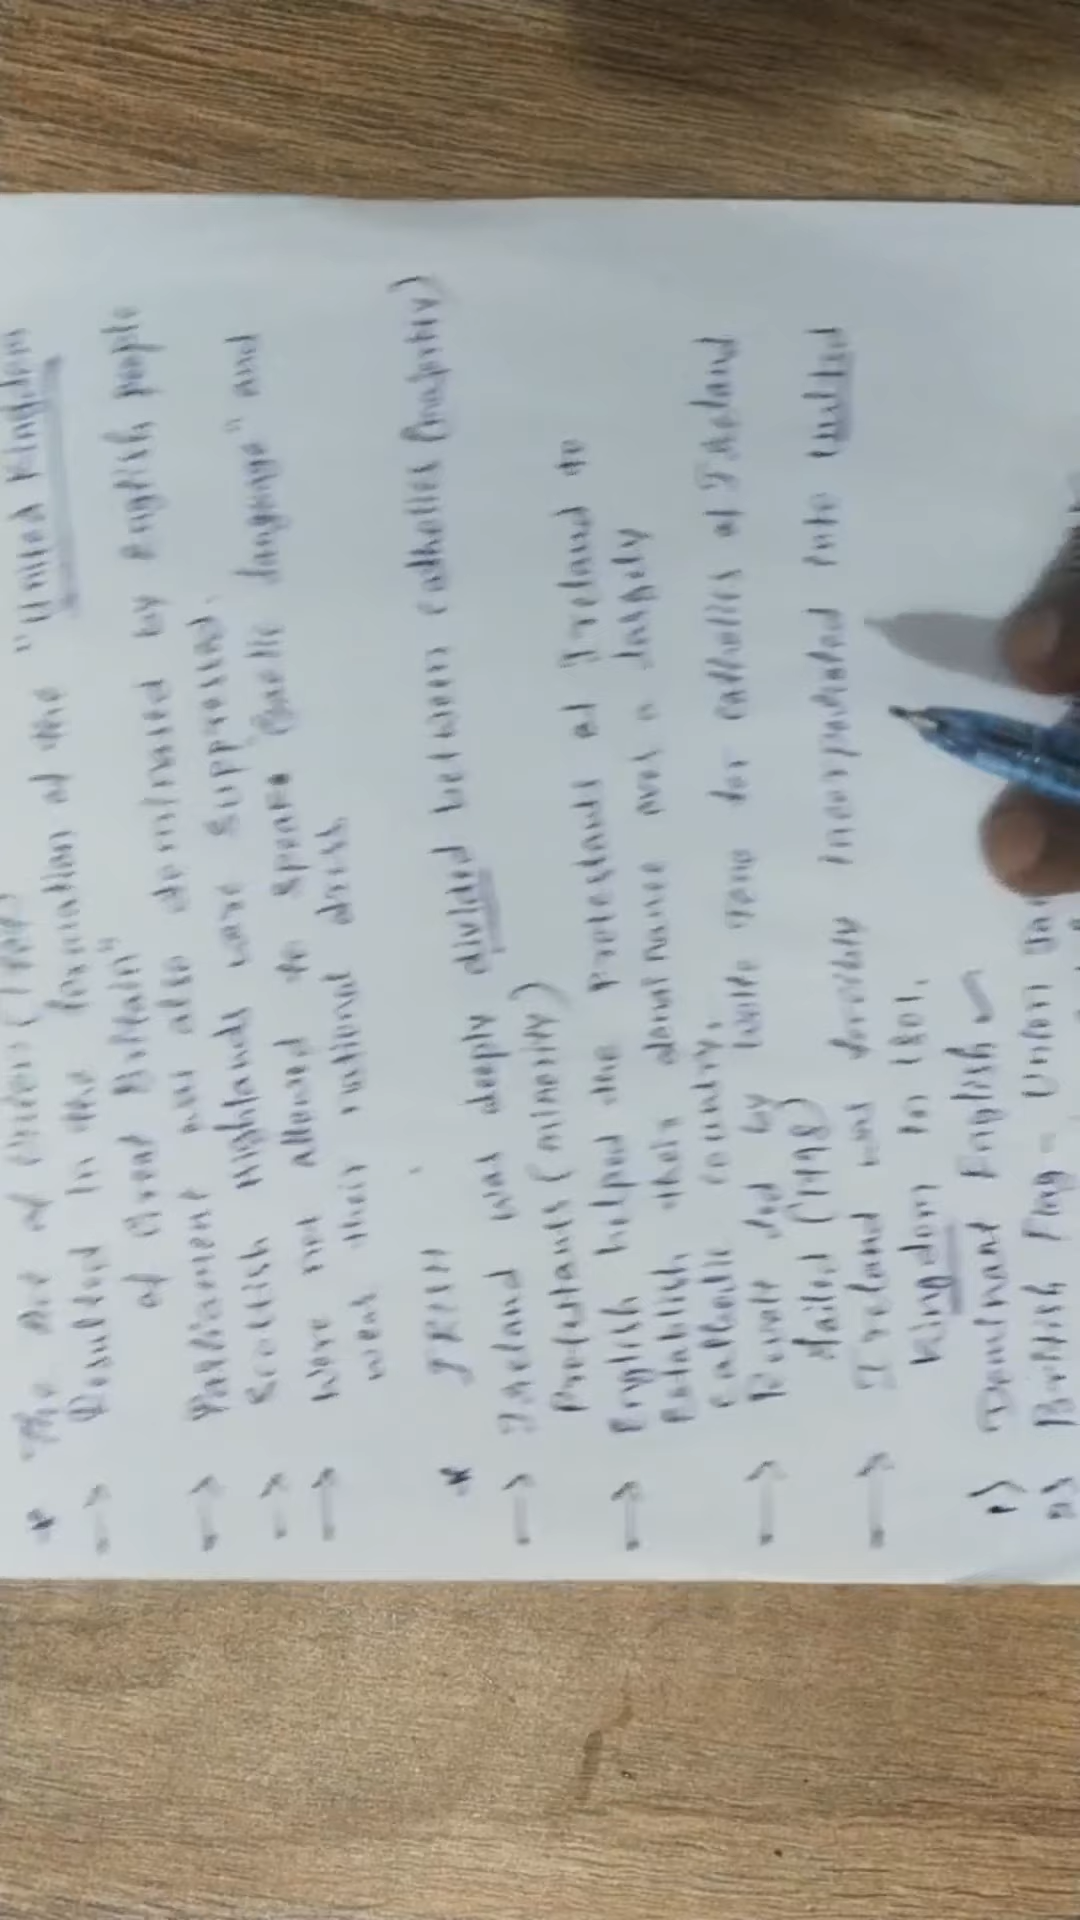 * The Act of Union (170
→ Resulted in the formation of the "United Kingdom
of Great Britain"
→ Parliament was also dominated by English people
→ Scottish Highlands were suppressed.
→ Were not allowed to speak "Gaelic language" and
wear their national dress
*
→ Ireland was deeply divided between catholics (majority)
Protestants (minority)
→ English helped the protestants of Ireland to
Establish their dominance over a largely
Catholic country.
→ Revolt led by Wolfe Tone for catholics of Ireland
failed (1798)
→ Ireland was forcibly incorporated into United
Kingdom in 1801.
1) Dominant English
2) British Flag - Union